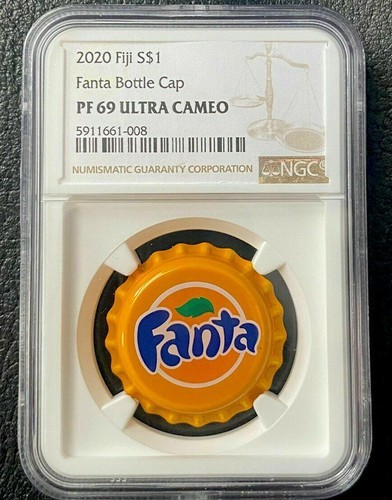 2020 Fiji S$1
Fanta Bottle Cap
PF 69 ULTRA CAMEO
5911661-008
NUMISMATIC GUARANTY CORPORATION
NGC
Fanta